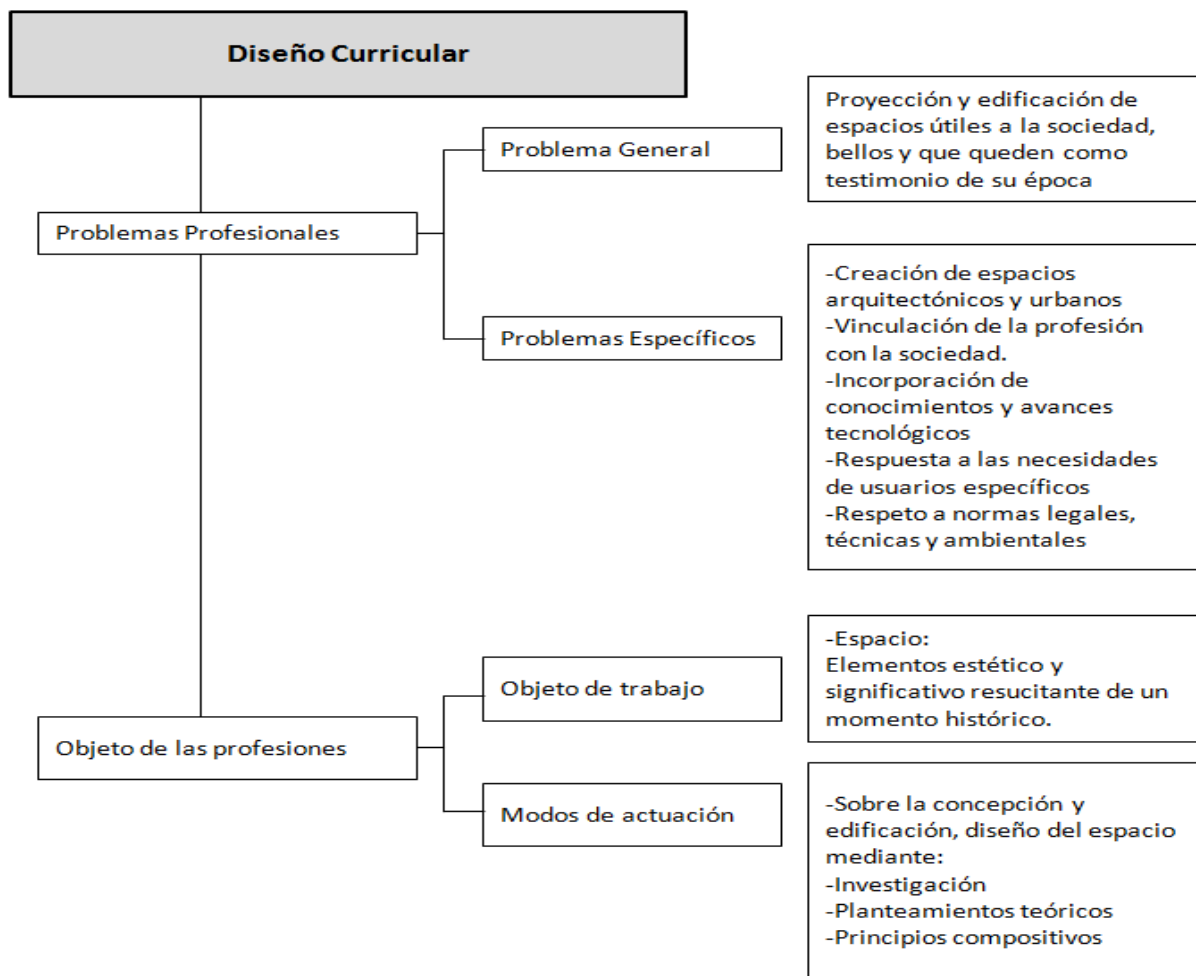 Diseño Curricular
Problemas Profesionales
Problema General
Proyección y edificación de
espacios útiles a la sociedad,
bellos y que queden como
testimonio de su época
Problemas Específicos
-Creación de espacios
arquitectónicos y urbanos
-Vinculación de la profesión
con la sociedad.
-Incorporación de
conocimientos y avances
tecnológicos
-Respuesta a las necesidades
de usuarios específicos
-Respeto a normas legales,
técnicas y ambientales
Objeto de las profesiones
Objeto de trabajo
-Espacio:
Elementos estético y
significativo resucitante de un
momento histórico.
Modos de actuación
-Sobre la concepción y
edificación, diseño del espacio
mediante:
-Investigación
-Planteamientos teóricos
-Principios compositivos